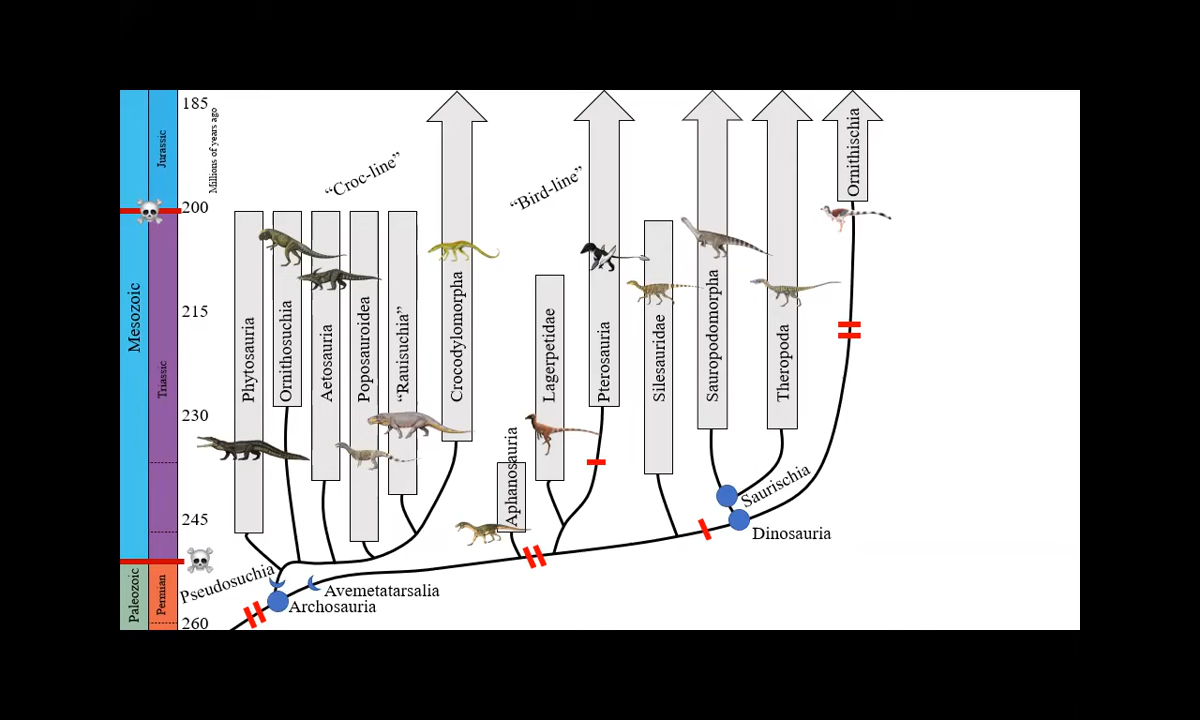 185
Millions of years ago
Jurassic
200
Mesozoic
215
Triassic
230
245
Paleozoic
Permian
260
“Croc-line”
“Bird-line”
Phytosauria
Ornithosuchia
Aetosauria
Poposauroidea
“Rauisuchia”
Crocodylomorpha
Aphanosauria
Lagerpetidae
Pterosauria
Silesauridae
Sauropodomorpha
Theropoda
Ornithischia
Saurischia
Dinosauria
Pseudosuchia
Avemetatarsalia
Archosauria